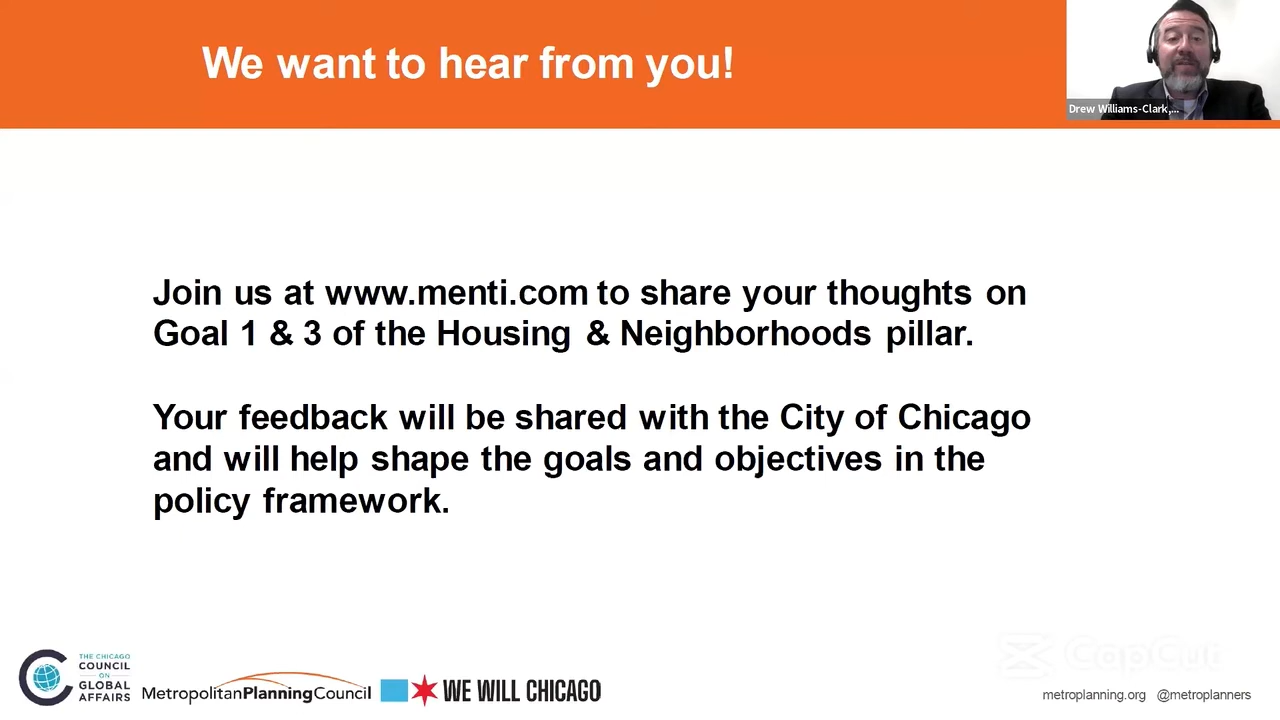 We want to hear from you!
Drew Williams-Clark,...
Join us at www.menti.com to share your thoughts on
Goal 1 & 3 of the Housing & Neighborhoods pillar.
Your feedback will be shared with the City of Chicago
and will help shape the goals and objectives in the
policy framework.
CapCut
THE CHICAGO
COUNCIL
ON
GLOBAL
AFFAIRS
MetropolitanPlanningCouncil
WE WILL CHICAGO
metroplanning.org @metroplanners